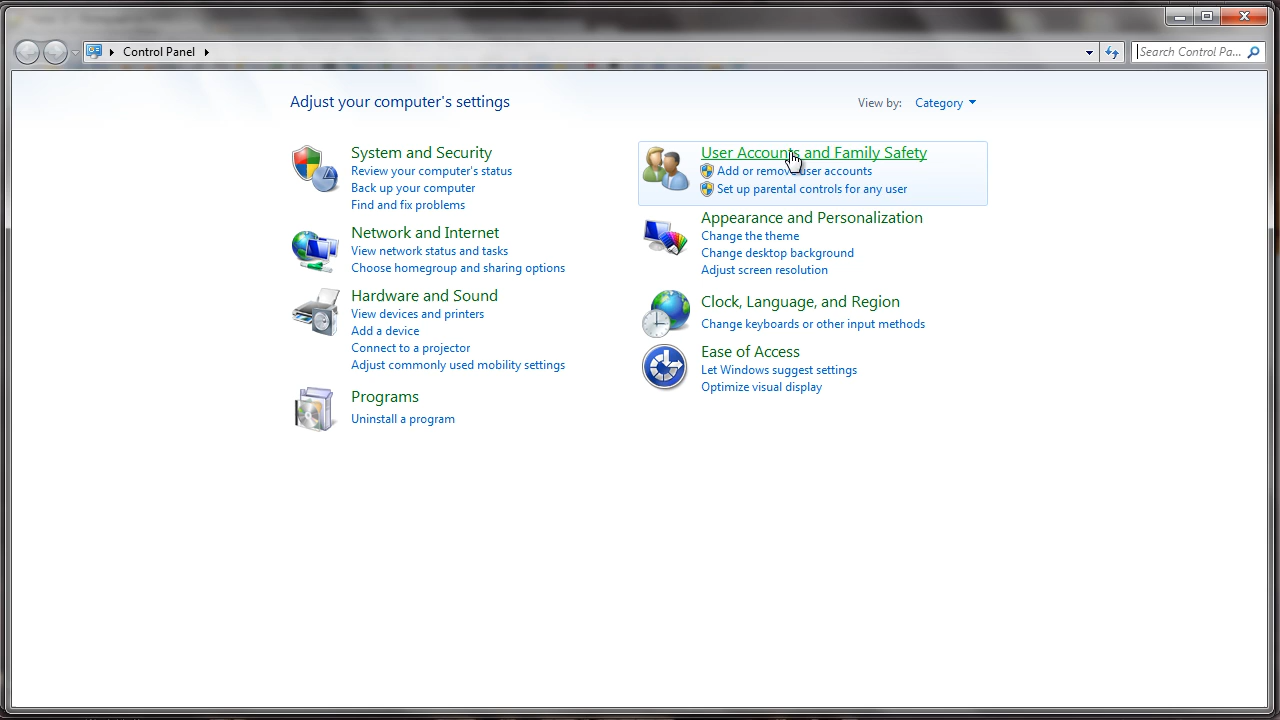 Control Panel
Search Control Pa...
Adjust your computer's settings
View by: Category
System and Security
Review your computer's status
Back up your computer
Find and fix problems
Network and Internet
View network status and tasks
Choose homegroup and sharing options
Hardware and Sound
View devices and printers
Add a device
Connect to a projector
Adjust commonly used mobility settings
Programs
Uninstall a program
User Accounts and Family Safety
Add or remove user accounts
Set up parental controls for any user
Appearance and Personalization
Change the theme
Change desktop background
Adjust screen resolution
Clock, Language, and Region
Change keyboards or other input methods
Ease of Access
Let Windows suggest settings
Optimize visual display